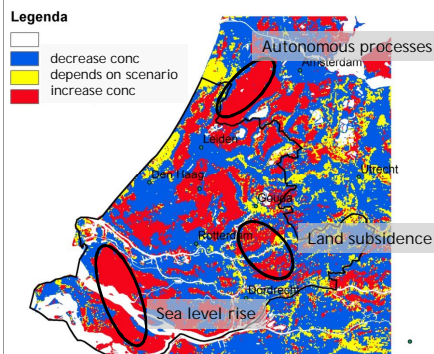 Legenda
decrease conc
depends on scenario
increase conc
Autonomous processes
Amsterdam
Leiden
Den Haag
Utrecht
Gouda
Rotterdam
Land subsidence
Dordrecht
Sea level rise